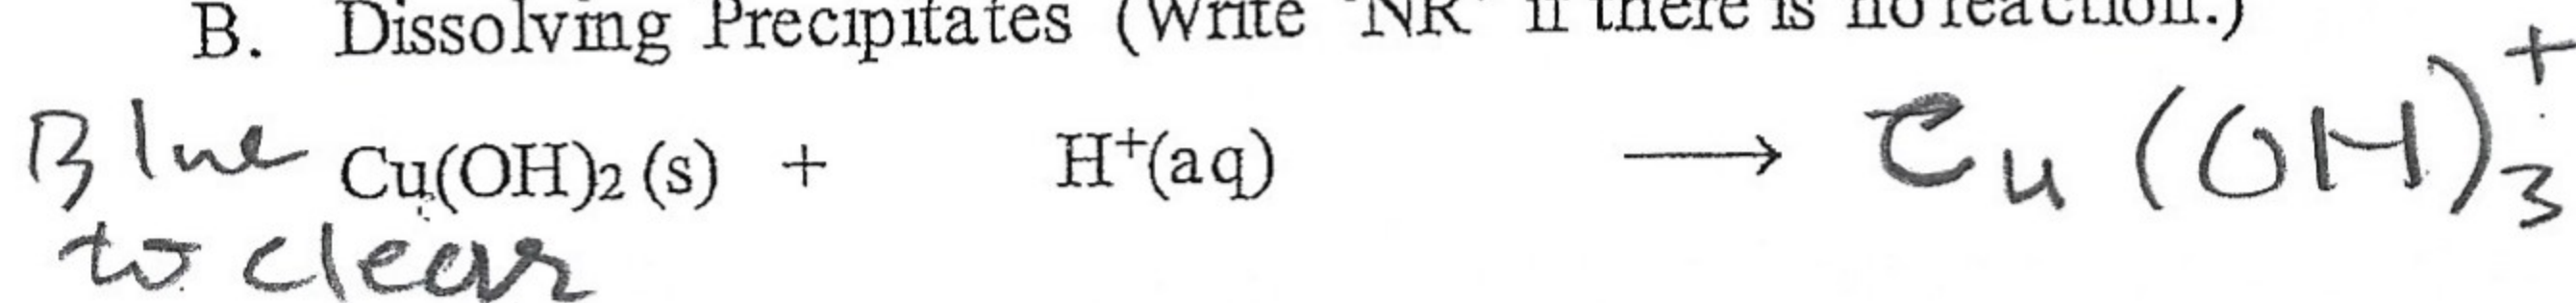 B. Dissolving Precipitates (Write "NR" if there is no reaction.)
Blue Cu(OH)₂ (s) + H⁺(aq) ⟶ Cu(OH)₃⁺
to clear